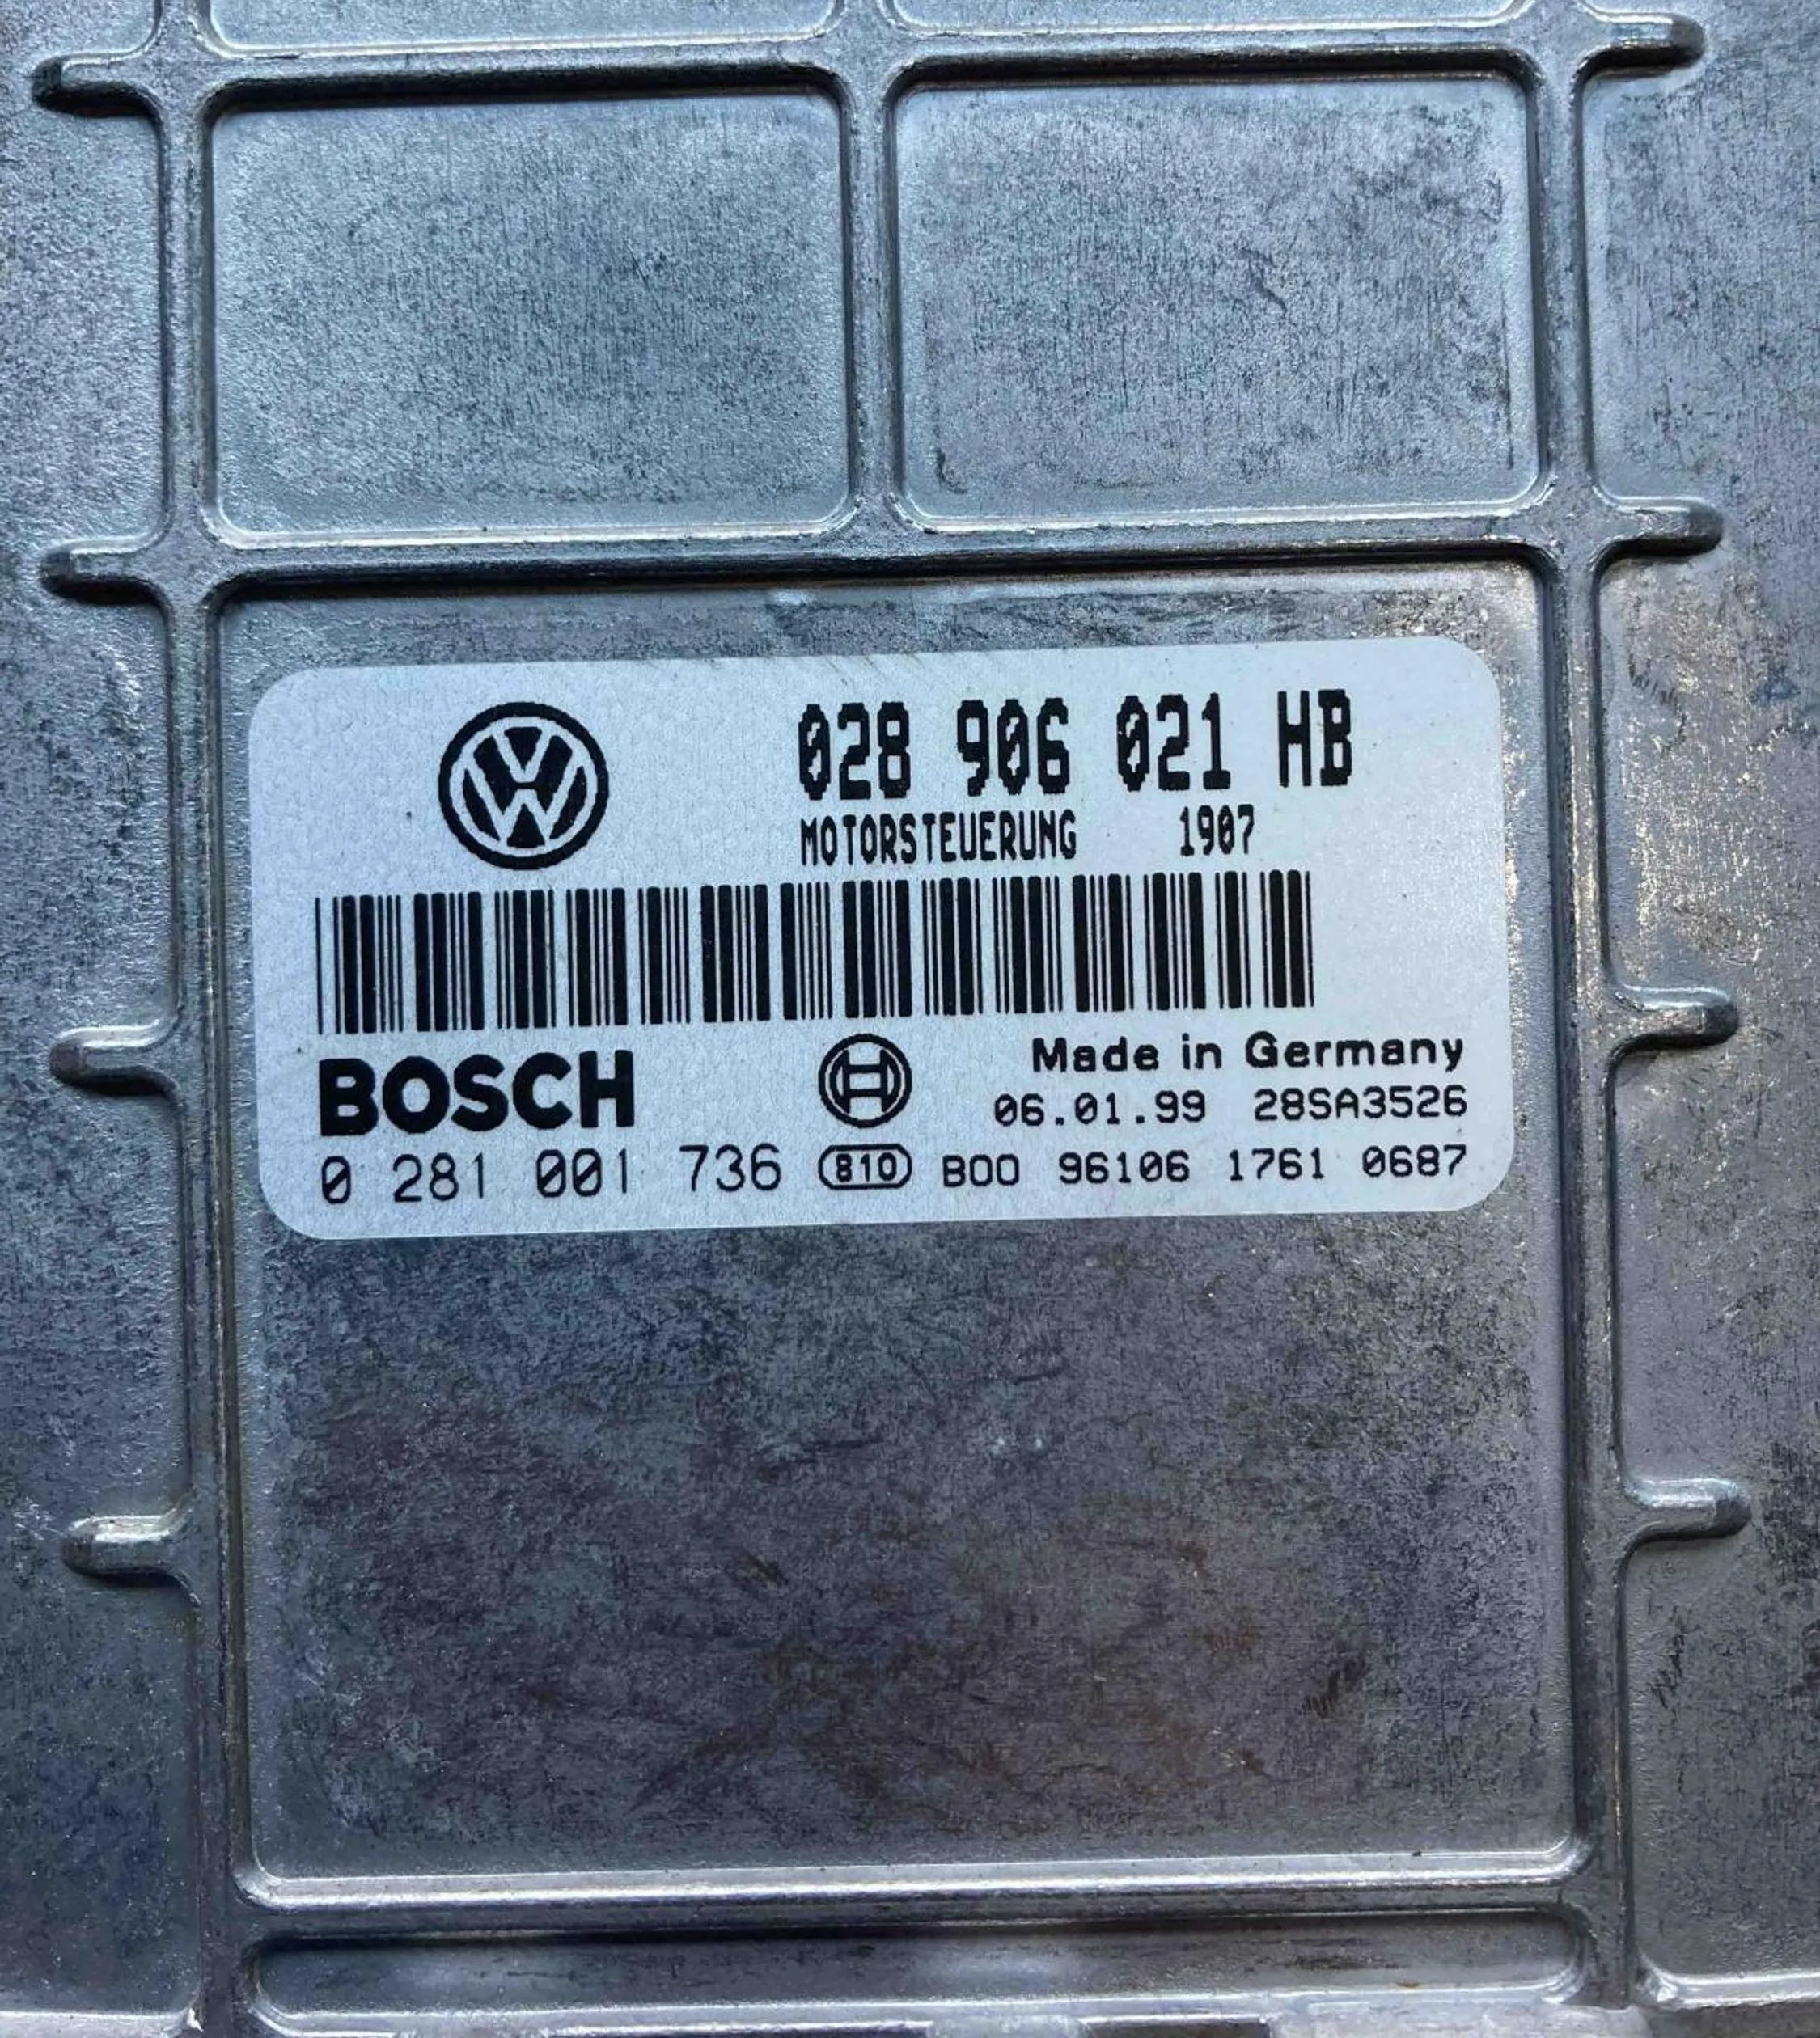 028 906 021 HB
MOTORSTEUERUNG 1907
BOSCH
Made in Germany
06.01.99 28SA3526
0 281 001 736 810 B00 96106 1761 0687